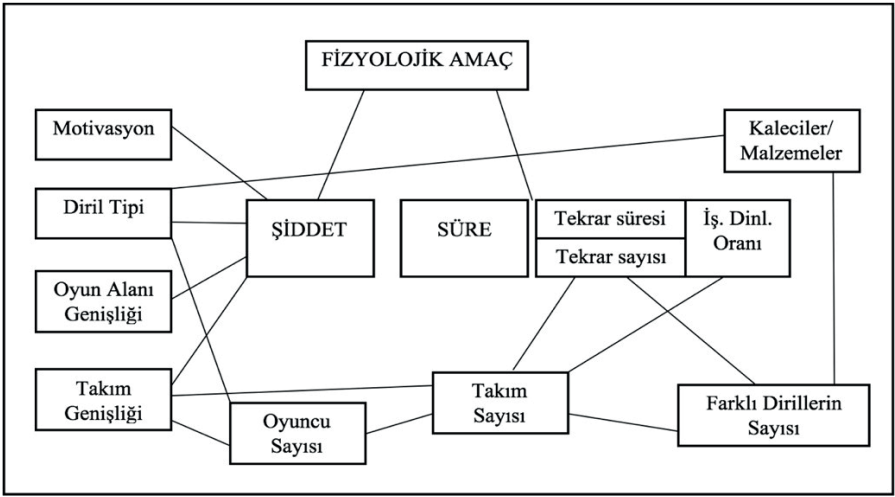 FİZYOLOJİK AMAÇ
Motivasyon
Kaleciler/
Malzemeler
Diril Tipi
ŞİDDET
SÜRE
Tekrar süresi
Tekrar sayısı
İş. Dinl.
Oranı
Oyun Alanı
Genişliği
Takım
Genişliği
Oyuncu
Sayısı
Takım
Sayısı
Farklı Dirillerin
Sayısı